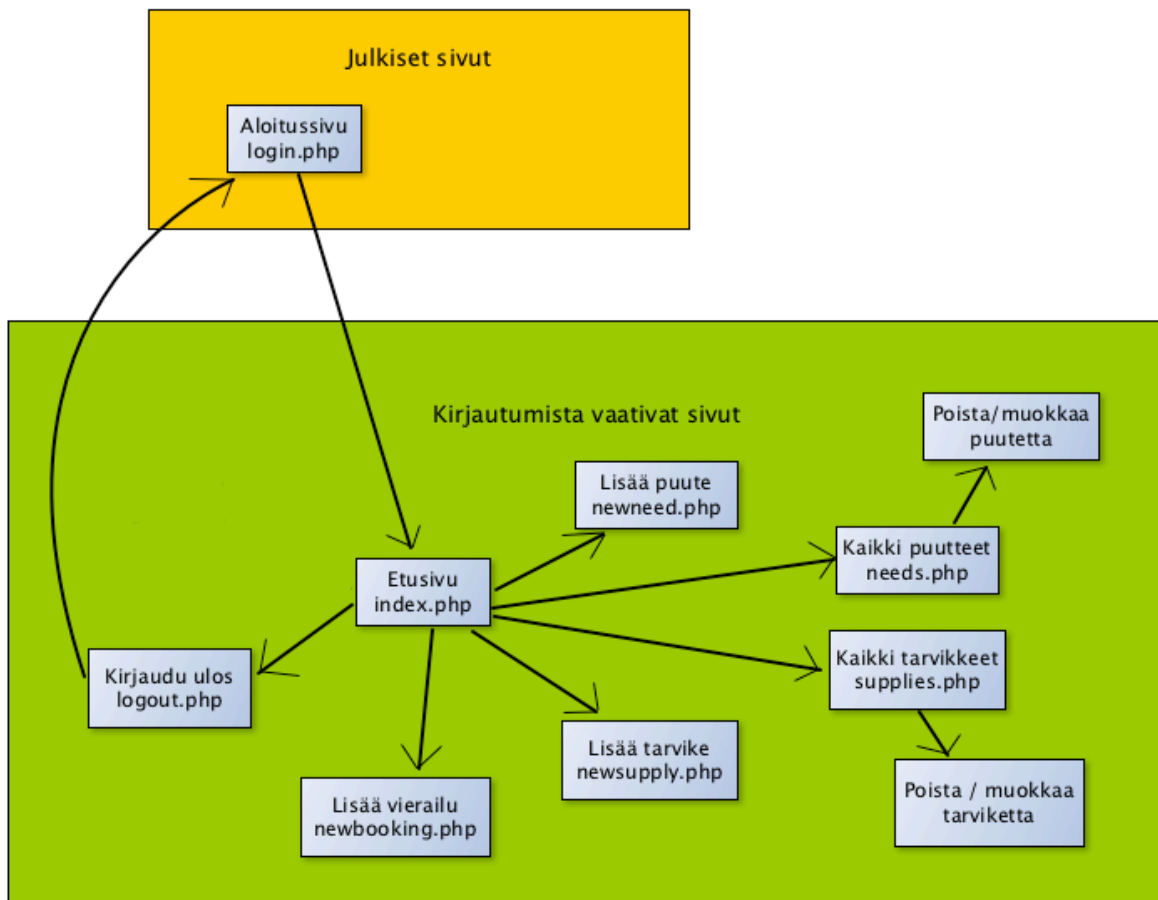 Julkiset sivut
Aloitussivu
login.php
Kirjautumista vaativat sivut
Poista/muokkaa
puutetta
Lisää puute
newneed.php
Kaikki puutteet
needs.php
Etusivu
index.php
Kaikki tarvikkeet
supplies.php
Kirjaudu ulos
logout.php
Lisää tarvike
newsupply.php
Lisää vierailu
newbooking.php
Poista / muokkaa
tarviketta